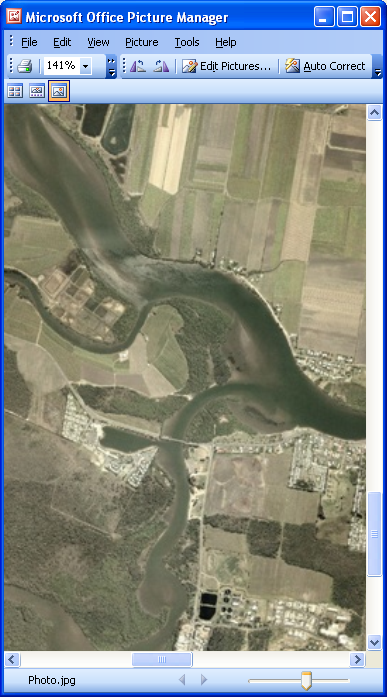 Microsoft Office Picture Manager
File Edit View Picture Tools Help
141% Edit Pictures... Auto Correct
Photo.jpg